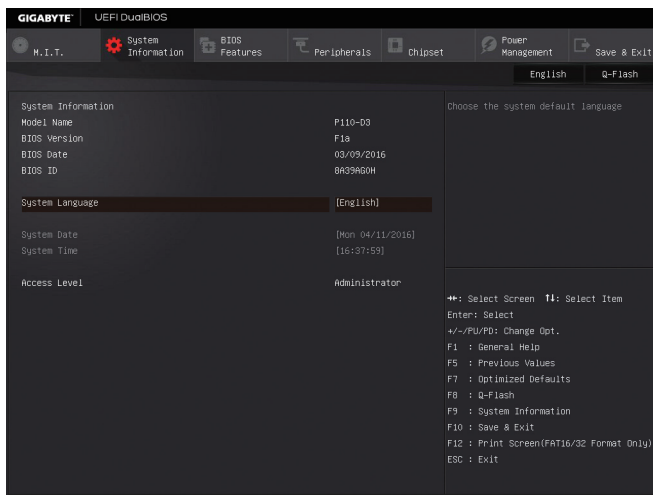 GIGABYTE™ UEFI DualBIOS
M.I.T.
System Information
BIOS Features
Peripherals
Chipset
Power Management
Save & Exit
English
Q-Flash
System Information
Model Name P110-D3
BIOS Version F1a
BIOS Date 03/09/2016
BIOS ID 8A39AG0H
System Language [English]
System Date [Mon 04/11/2016]
System Time [16:37:59]
Access Level Administrator
Choose the system default language
→←: Select Screen ↑↓: Select Item
Enter: Select
+/-/PU/PD: Change Opt.
F1 : General Help
F5 : Previous Values
F7 : Optimized Defaults
F8 : Q-Flash
F9 : System Information
F10 : Save & Exit
F12 : Print Screen(FAT16/32 Format Only)
ESC : Exit